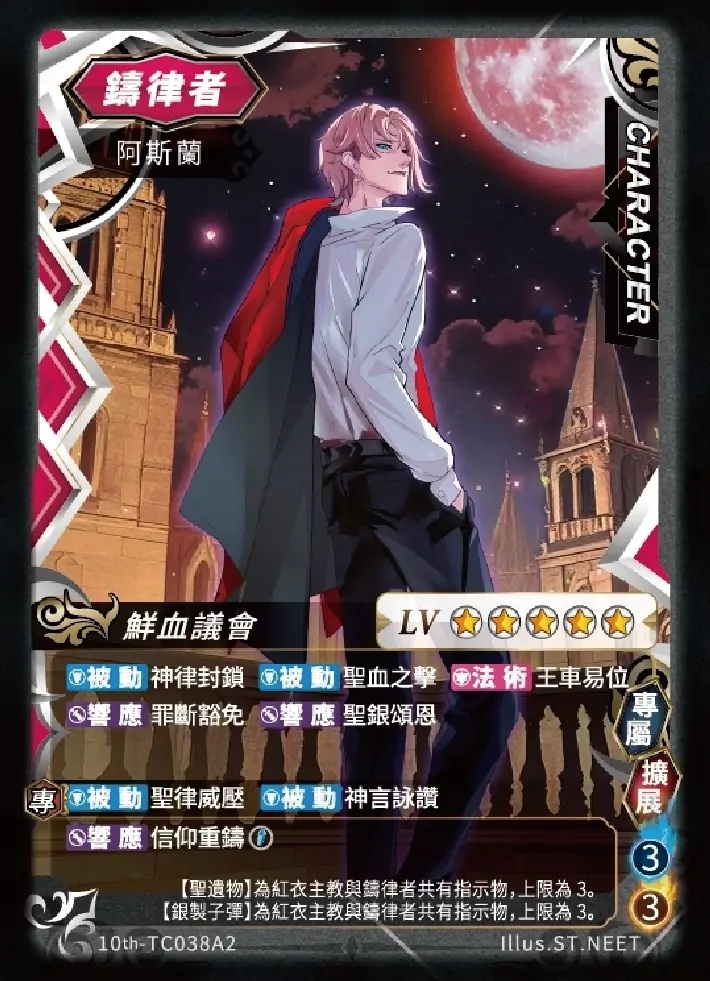 鑄律者
阿斯蘭
CHARACTER
鮮血議會
LV
被動 神律封鎖 被動 聖血之擊 法術 王車易位
響應 罪斷豁免 響應 聖銀頌恩
專屬
擴展
專 被動 聖律威壓 被動 神言詠讚
響應 信仰重鑄
3
3
【聖遺物】為紅衣主教與鑄律者共有指示物,上限為 3。
【銀製子彈】為紅衣主教與鑄律者共有指示物,上限為 3。
10th-TC038A2
Illus.ST.NEET